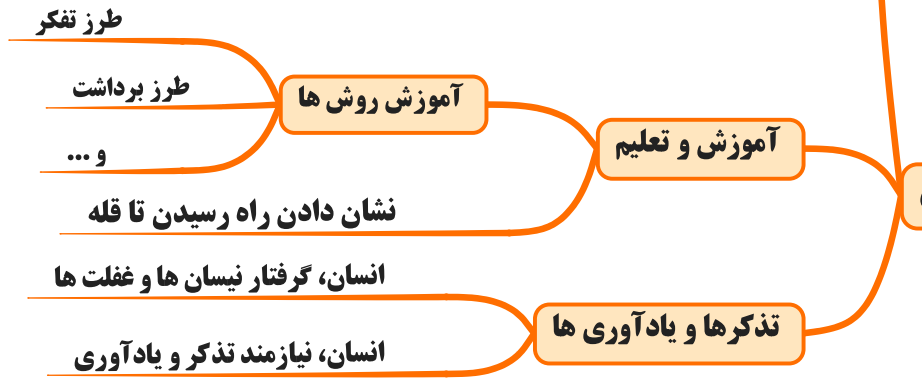 آموزش و تعلیم
آموزش روش ها
طرز تفکر
طرز برداشت
و ...
نشان دادن راه رسیدن تا قله
تذکرها و یادآوری ها
انسان، گرفتار نیسان ها و غفلت ها
انسان، نیازمند تذکر و یادآوری